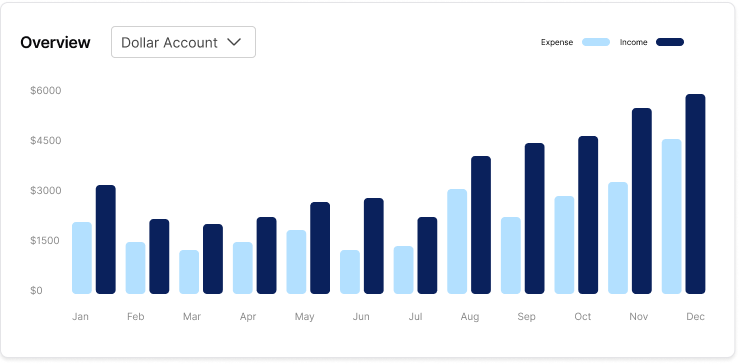 Overview
Dollar Account
Expense
Income
$6000
$4500
$3000
$1500
$0
Jan Feb Mar Apr May Jun Jul Aug Sep Oct Nov Dec